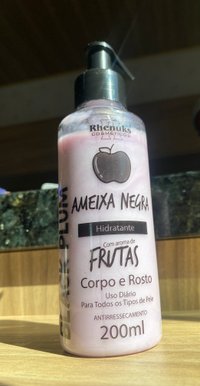 Rhenuks
COSMÉTICOS
AMEIXA NEGRA
Hidratante
Com aroma de
FRUTAS
Corpo e Rosto
Uso Diário
Para Todos os Tipos de Pele
ANTIRRESSECAMENTO
200ml
BLACK PLUM